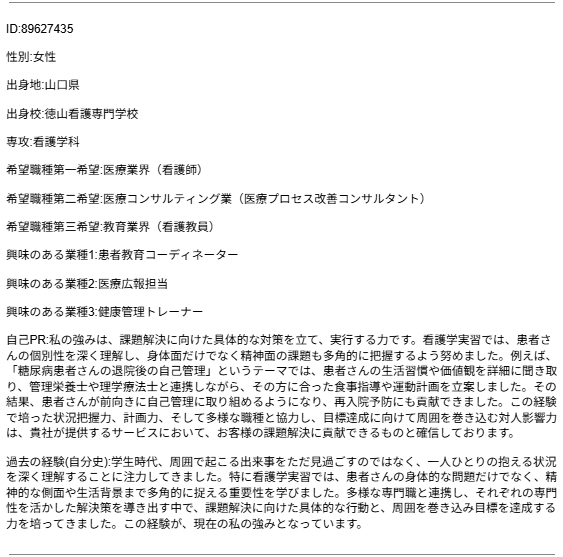 ID:89627435
性別:女性
出身地:山口県
出身校:徳山看護専門学校
専攻:看護学科
希望職種第一希望:医療業界（看護師）
希望職種第二希望:医療コンサルティング業（医療プロセス改善コンサルタント）
希望職種第三希望:教育業界（看護教員）
興味のある業種1:患者教育コーディネーター
興味のある業種2:医療広報担当
興味のある業種3:健康管理トレーナー
自己PR:私の強みは、課題解決に向けた具体的な対策を立て、実行する力です。看護学実習では、患者さ
んの個別性を深く理解し、身体面だけでなく精神面の課題も多角的に把握するよう努めました。例えば、
「糖尿病患者さんの退院後の自己管理」というテーマでは、患者さんの生活習慣や価値観を詳細に聞き取
り、管理栄養士や理学療法士と連携しながら、その方に合った食事指導や運動計画を立案しました。その
結果、患者さんが前向きに自己管理に取り組めるようになり、再入院予防にも貢献できました。この経験
で培った状況把握力、計画力、そして多様な職種と協力し、目標達成に向けて周囲を巻き込む対人影響力
は、貴社が提供するサービスにおいて、お客様の課題解決に貢献できるものと確信しております。
過去の経験(自分史):学生時代、周囲で起こる出来事をただ見過ごすのではなく、一人ひとりの抱える状況
を深く理解することに注力してきました。特に看護学実習では、患者さんの身体的な問題だけでなく、精
神的な側面や生活背景まで多角的に捉える重要性を学びました。多様な専門職と連携し、それぞれの専門
性を活かした解決策を導き出す中で、課題解決に向けた具体的な行動と、周囲を巻き込み目標を達成する
力を培ってきました。この経験が、現在の私の強みとなっています。